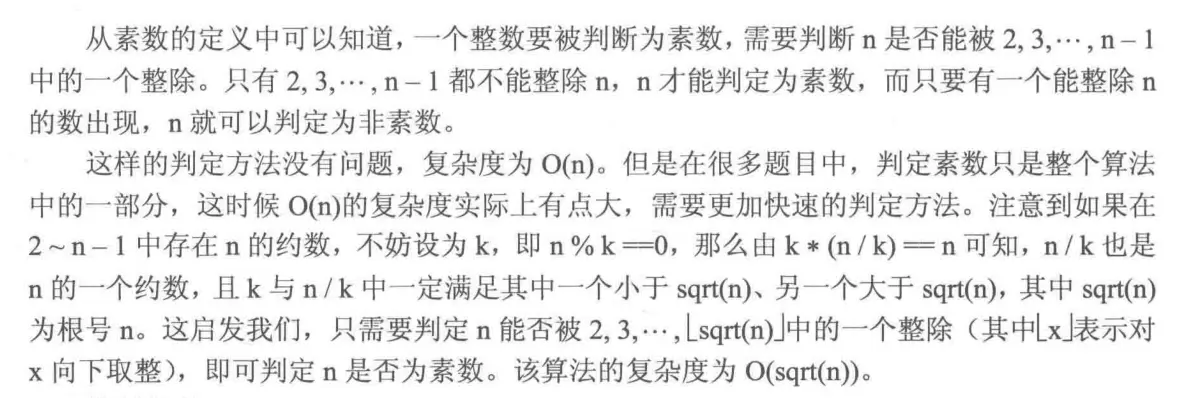 从素数的定义中可以知道，一个整数要被判断为素数，需要判断 n 是否能被 2, 3,⋯, n – 1
中的一个整除。只有 2, 3,⋯, n – 1 都不能整除 n，n 才能判定为素数，而只要有一个能整除 n
的数出现，n 就可以判定为非素数。
这样的判定方法没有问题，复杂度为 O(n)。但是在很多题目中，判定素数只是整个算法
中的一部分，这时候 O(n)的复杂度实际上有点大，需要更加快速的判定方法。注意到如果在
2 ~ n – 1 中存在 n 的约数，不妨设为 k，即 n % k ==0，那么由 k * (n / k) == n 可知，n / k 也是
n 的一个约数，且 k 与 n / k 中一定满足其中一个小于 sqrt(n)、另一个大于 sqrt(n)，其中 sqrt(n)
为根号 n。这启发我们，只需要判定 n 能否被 2, 3,⋯, ⌊sqrt(n)⌋中的一个整除（其中⌊x⌋表示对
x 向下取整），即可判定 n 是否为素数。该算法的复杂度为 O(sqrt(n))。